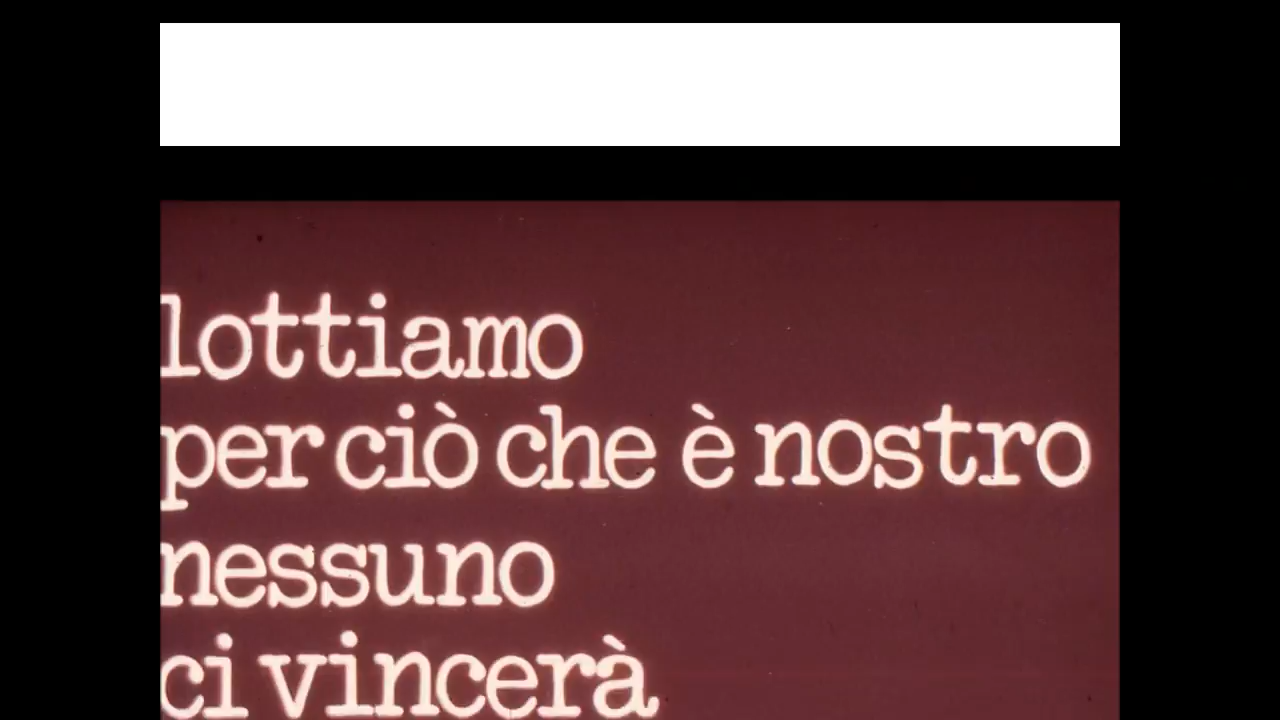 lottiamo
per ciò che è nostro
nessuno
ci vincerà